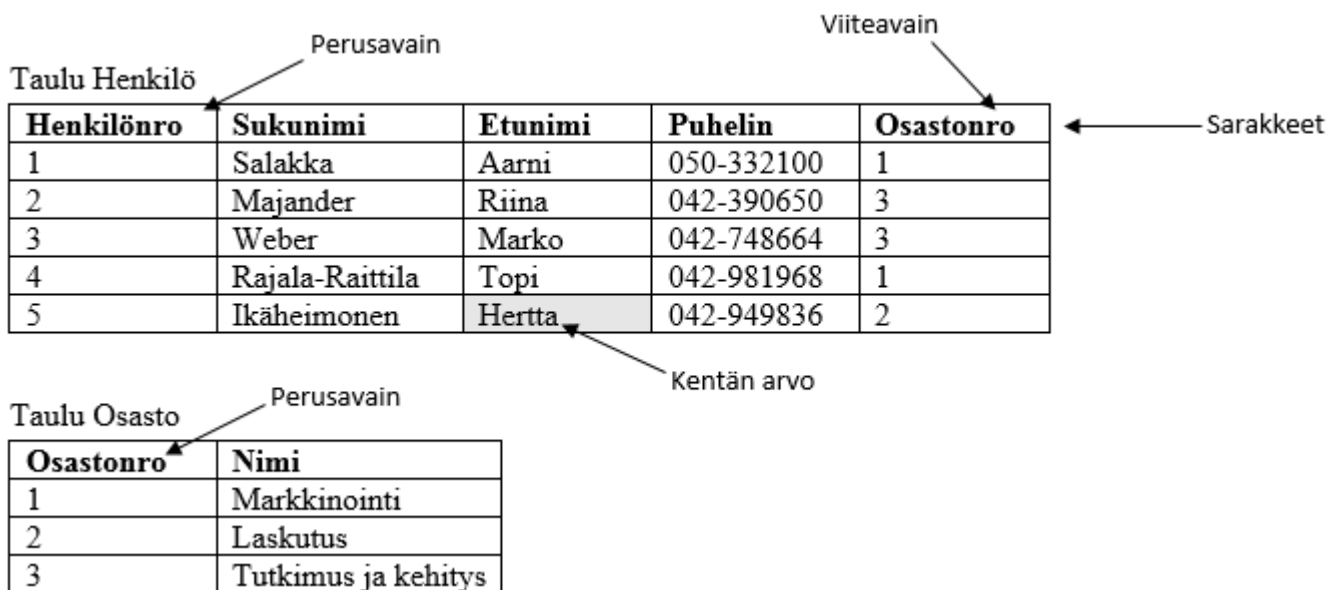 Viiteavain
Perusavain
Taulu Henkilö
Henkilönro Sukunimi Etunimi Puhelin Osastonro Sarakkeet
1 Salakka Aarni 050-332100 1
2 Majander Riina 042-390650 3
3 Weber Marko 042-748664 3
4 Rajala-Raittila Topi 042-981968 1
5 Ikäheimonen Hertta 042-949836 2
Kentän arvo
Perusavain
Taulu Osasto
Osastonro Nimi
1 Markkinointi
2 Laskutus
3 Tutkimus ja kehitys